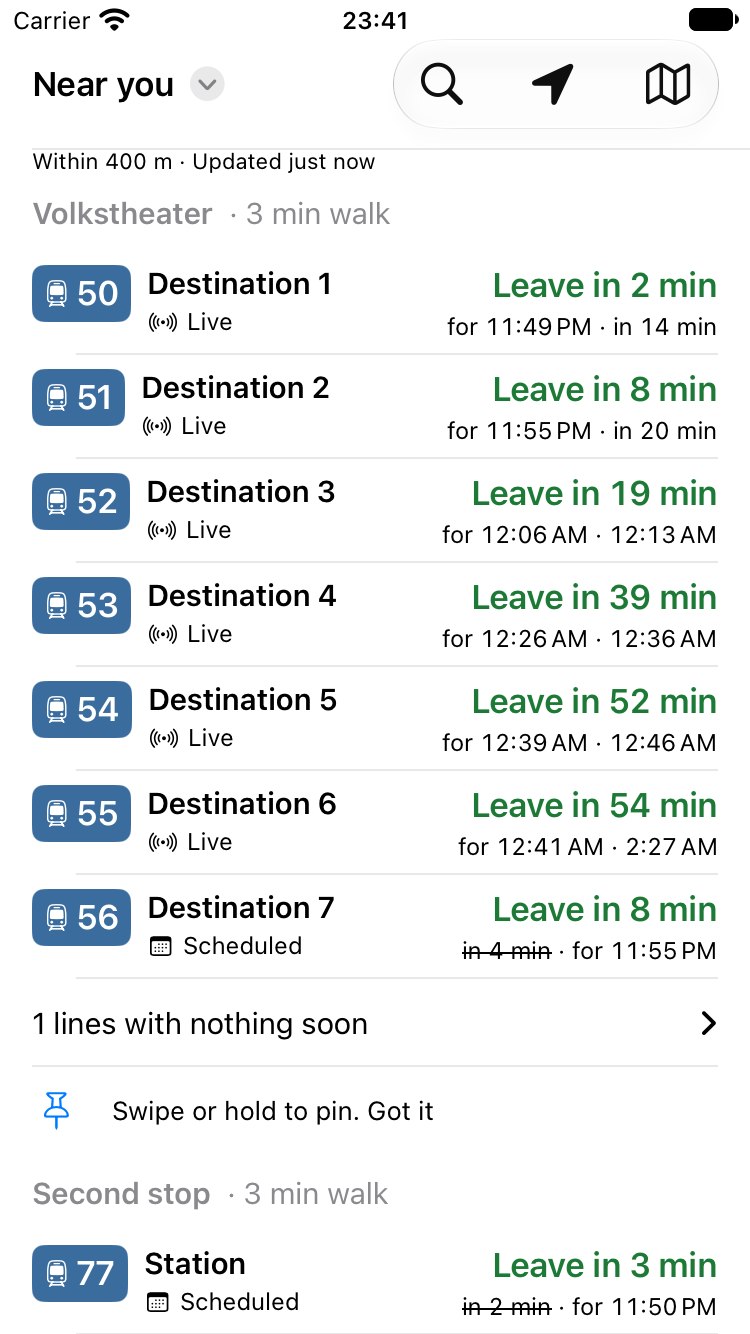 Carrier 23:41
Near you
Within 400 m · Updated just now
Volkstheater · 3 min walk
50 Destination 1 Leave in 2 min
Live for 11:49 PM · in 14 min
51 Destination 2 Leave in 8 min
Live for 11:55 PM · in 20 min
52 Destination 3 Leave in 19 min
Live for 12:06 AM · 12:13 AM
53 Destination 4 Leave in 39 min
Live for 12:26 AM · 12:36 AM
54 Destination 5 Leave in 52 min
Live for 12:39 AM · 12:46 AM
55 Destination 6 Leave in 54 min
Live for 12:41 AM · 2:27 AM
56 Destination 7 Leave in 8 min
Scheduled in 4 min · for 11:55 PM
1 lines with nothing soon
Swipe or hold to pin. Got it
Second stop · 3 min walk
77 Station Leave in 3 min
Scheduled in 2 min · for 11:50 PM